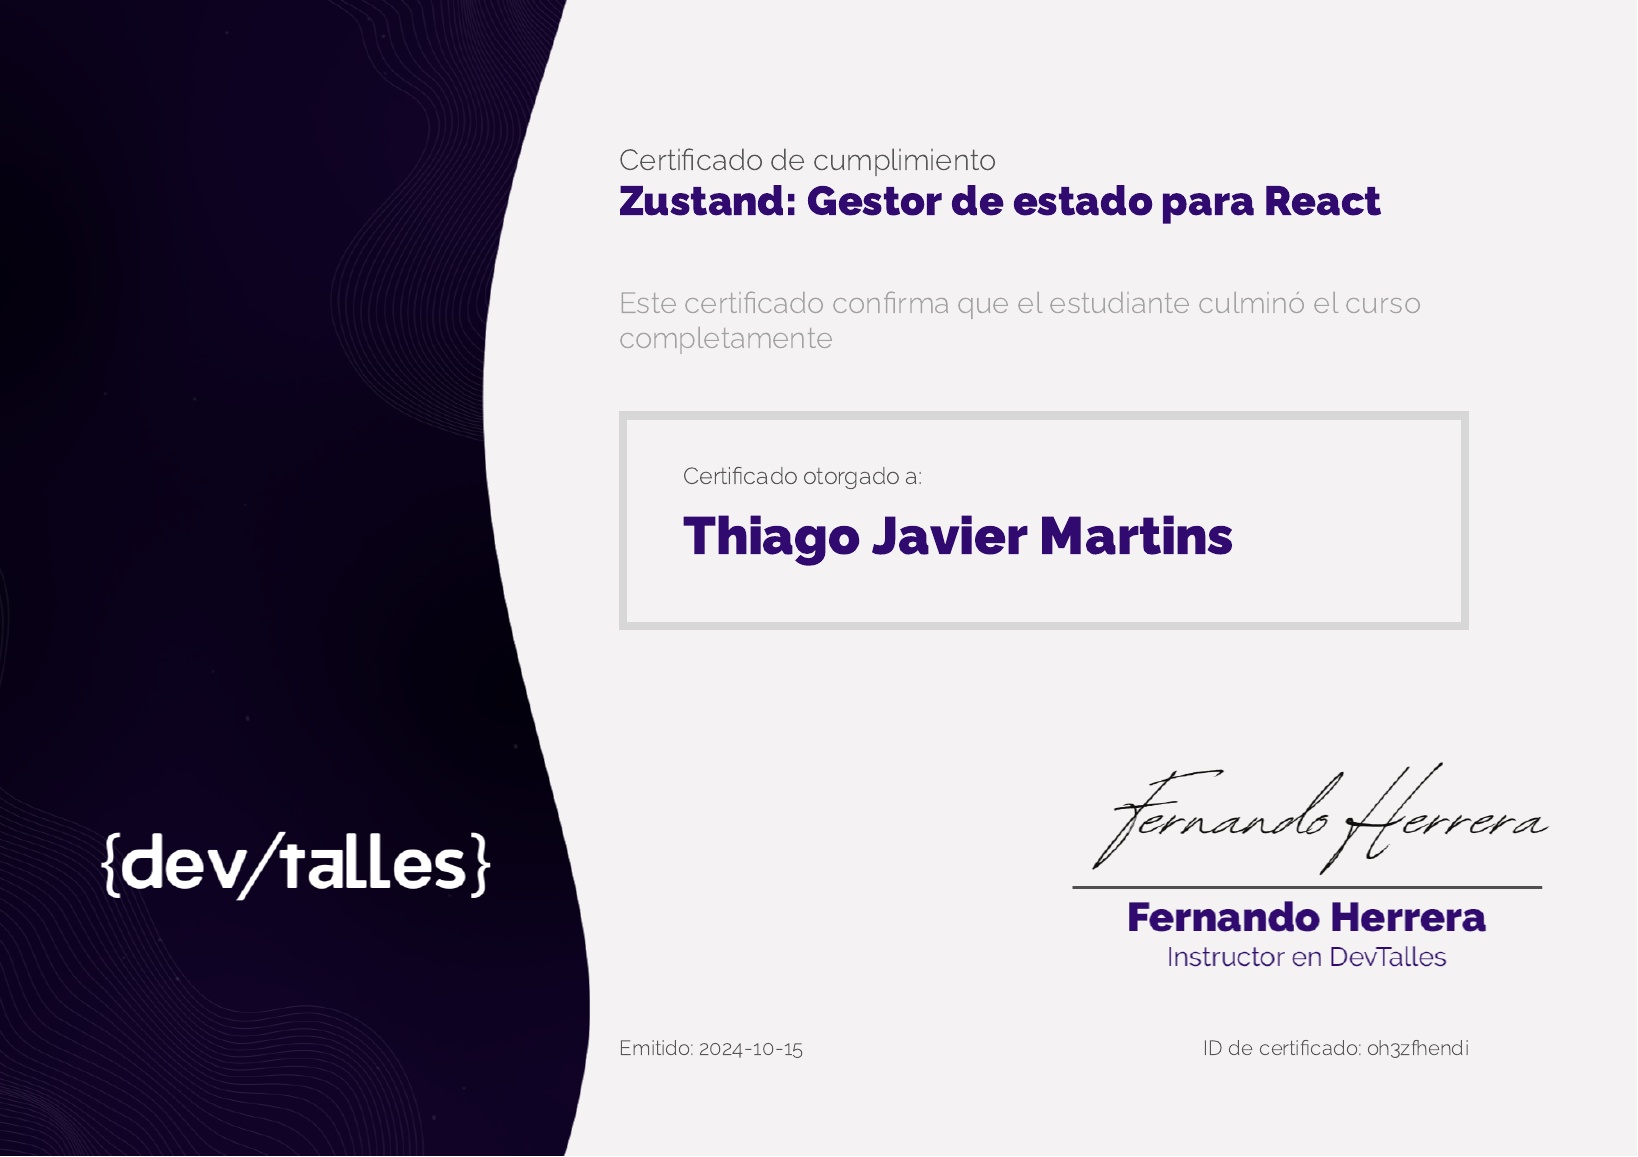 Certificado de cumplimiento
Zustand: Gestor de estado para React
Este certificado confirma que el estudiante culminó el curso
completamente
Certificado otorgado a:
Thiago Javier Martins
{dev/talles}
Fernando Herrera
Fernando Herrera
Instructor en DevTalles
Emitido: 2024-10-15
ID de certificado: oh3zfhendi